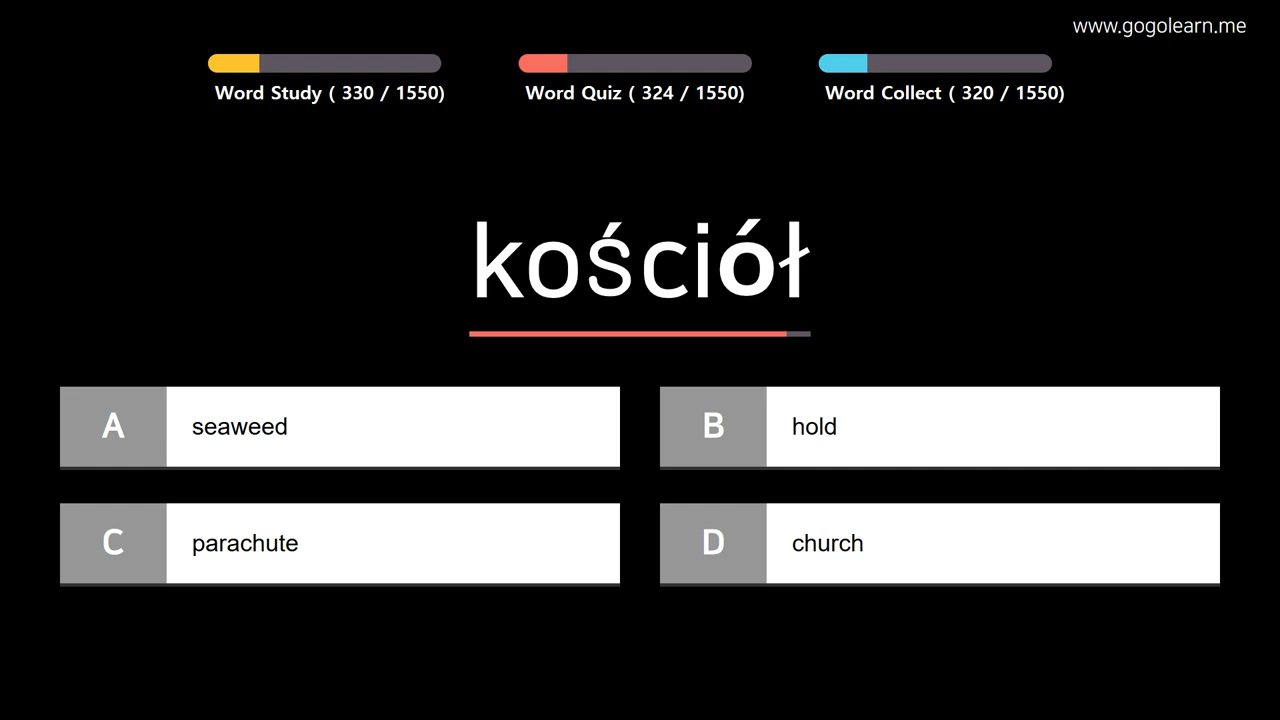 www.gogolearn.me
Word Study ( 330 / 1550)
Word Quiz ( 324 / 1550)
Word Collect ( 320 / 1550)
kościół
A
seaweed
B
hold
C
parachute
D
church